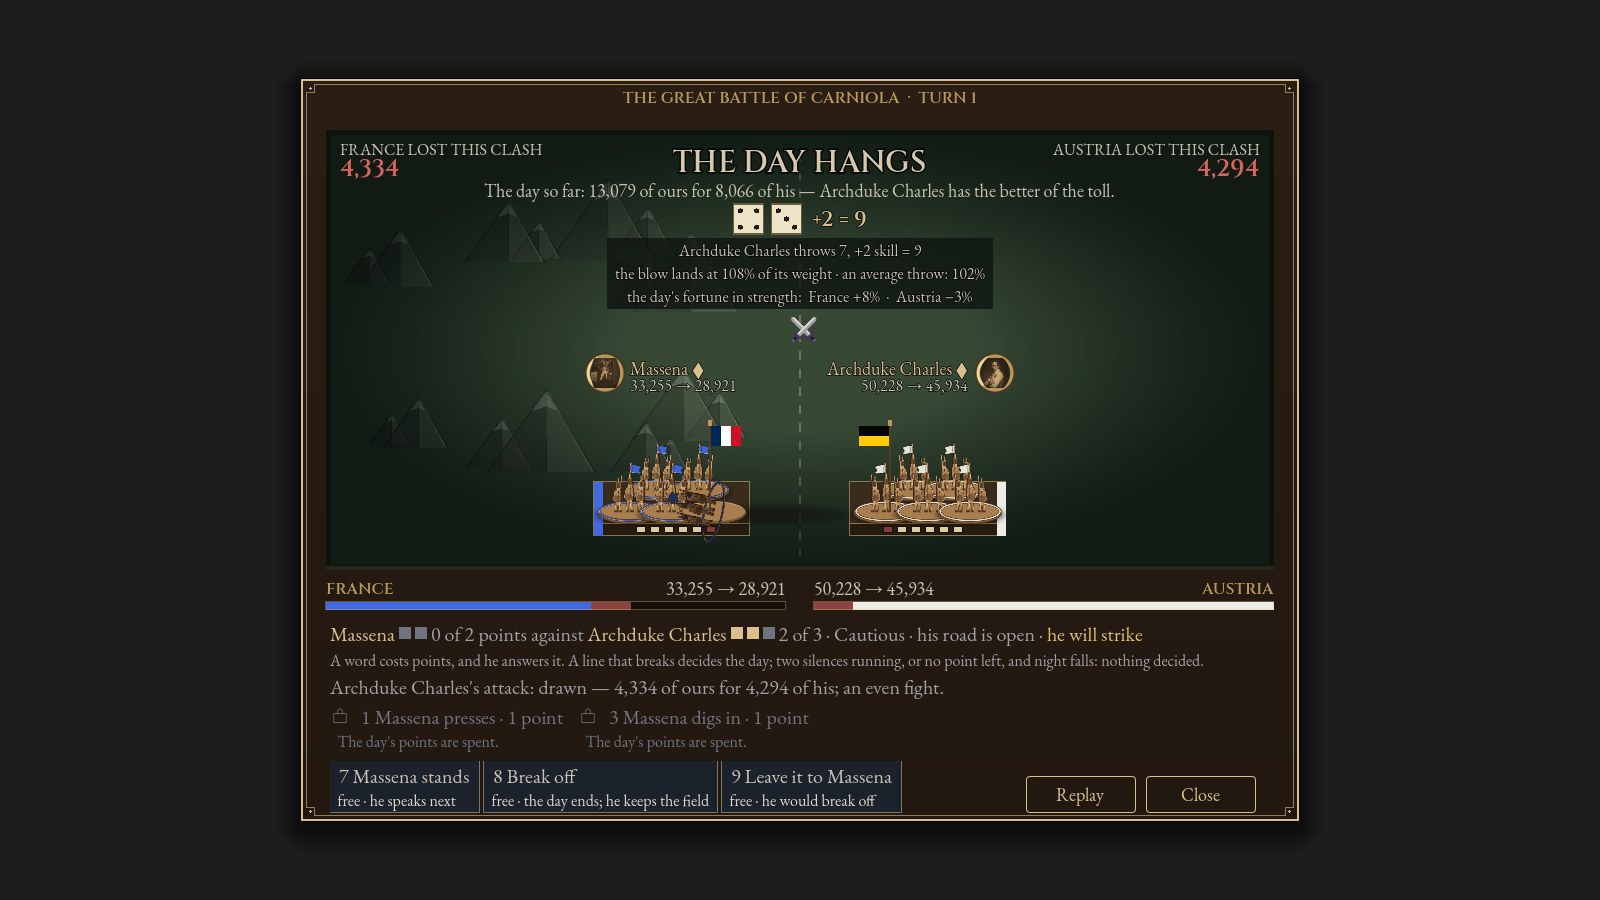 THE GREAT BATTLE OF CARNIOLA · TURN 1
FRANCE LOST THIS CLASH
4,334
THE DAY HANGS
AUSTRIA LOST THIS CLASH
4,294
The day so far: 13,079 of ours for 8,066 of his — Archduke Charles has the better of the toll.
+2 = 9
Archduke Charles throws 7, +2 skill = 9
the blow lands at 108% of its weight · an average throw: 102%
the day's fortune in strength: France +8% · Austria −3%
Massena
33,255 → 28,921
Archduke Charles
50,228 → 45,934
FRANCE
33,255 → 28,921
50,228 → 45,934
AUSTRIA
Massena 0 of 2 points against Archduke Charles 2 of 3 · Cautious · his road is open · he will strike
A word costs points, and he answers it. A line that breaks decides the day; two silences running, or no point left, and night falls: nothing decided.
Archduke Charles's attack: drawn — 4,334 of ours for 4,294 of his; an even fight.
1 Massena presses · 1 point
The day's points are spent.
3 Massena digs in · 1 point
The day's points are spent.
7 Massena stands
free · he speaks next
8 Break off
free · the day ends; he keeps the field
9 Leave it to Massena
free · he would break off
Replay
Close